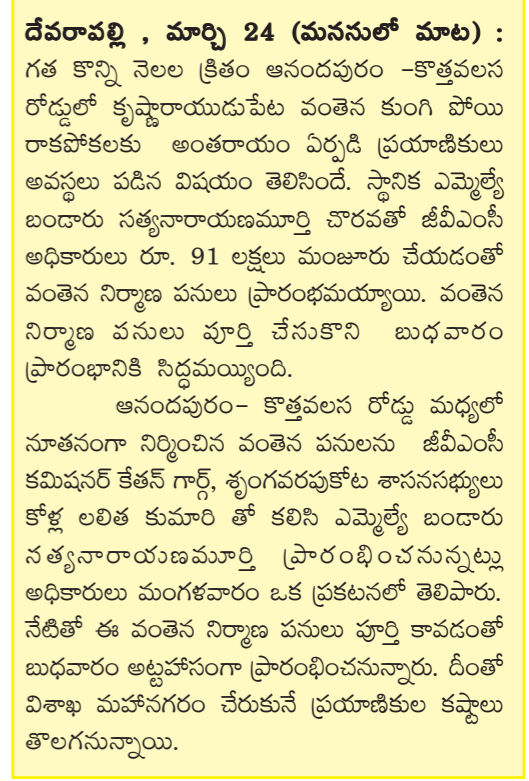 దేవరాపల్లి , మార్చి 24 (మనసులో మాట) :
గత కొన్ని నెలల క్రితం ఆనందపురం -కొత్తవలస
రోడ్డులో కృష్ణారాయుడుపేట వంతెన కుంగి పోయి
రాకపోకలకు అంతరాయం ఏర్పడి ప్రయాణికులు
అవస్థలు పడిన విషయం తెలిసిందే. స్థానిక ఎమ్మెల్యే
బండారు సత్యనారాయణమూర్తి చొరవతో జీవీఎంసీ
అధికారులు రూ. 91 లక్షలు మంజూరు చేయడంతో
వంతెన నిర్మాణ పనులు ప్రారంభమయ్యాయి. వంతెన
నిర్మాణ పనులు పూర్తి చేసుకొని బుధవారం
ప్రారంభానికి సిద్ధమయ్యింది.
ఆనందపురం- కొత్తవలస రోడ్డు మధ్యలో
నూతనంగా నిర్మించిన వంతెన పనులను జీవీఎంసీ
కమిషనర్ కేతన్ గార్గ్, శృంగవరపుకోట శాసనసభ్యులు
కోళ్ల లలిత కుమారి తో కలిసి ఎమ్మెల్యే బండారు
సత్యనారాయణమూర్తి ప్రారంభించనున్నట్లు
అధికారులు మంగళవారం ఒక ప్రకటనలో తెలిపారు.
నేటితో ఈ వంతెన నిర్మాణ పనులు పూర్తి కావడంతో
బుధవారం అట్టహాసంగా ప్రారంభించనున్నారు. దీంతో
విశాఖ మహానగరం చేరుకునే ప్రయాణికుల కష్టాలు
తొలగనున్నాయి.